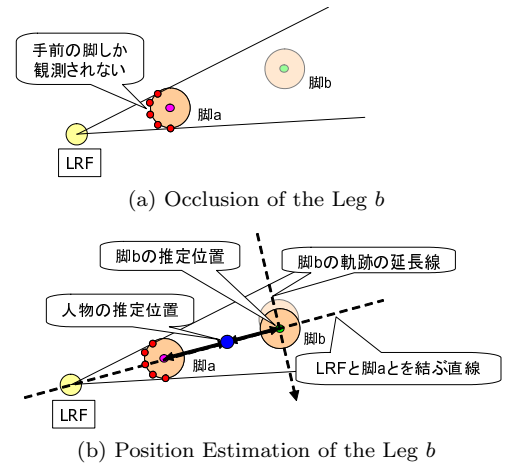 手前の脚しか
観測されない
脚b
脚a
LRF
(a) Occlusion of the Leg b
脚bの推定位置
脚bの軌跡の延長線
人物の推定位置
脚b
脚a
LRFと脚aとを結ぶ直線
LRF
(b) Position Estimation of the Leg b